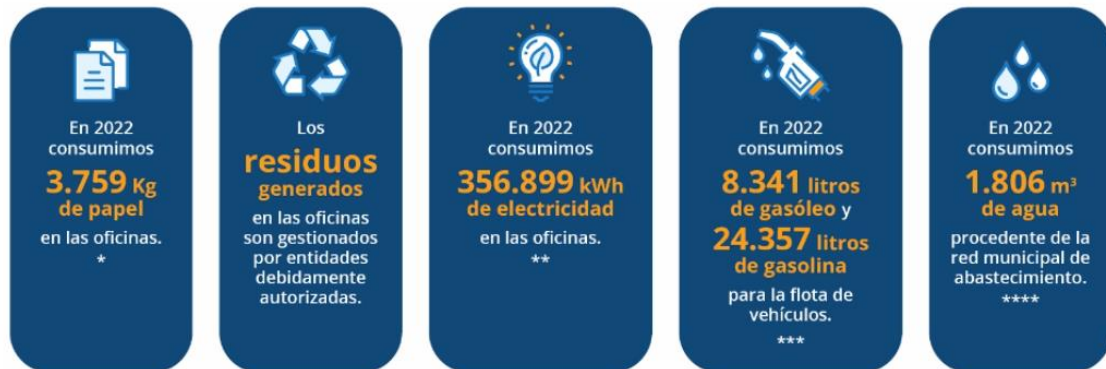 En 2022
consumimos
3.759 Kg
de papel
en las oficinas.
*
Los
residuos
generados
en las oficinas
son gestionados
por entidades
debidamente
autorizadas.
En 2022
consumimos
356.899 kWh
de electricidad
en las oficinas.
**
En 2022
consumimos
8.341 litros
de gasóleo y
24.357 litros
de gasolina
para la flota de
vehículos.
***
En 2022
consumimos
1.806 m³
de agua
procedente de la
red municipal de
abastecimiento.
****